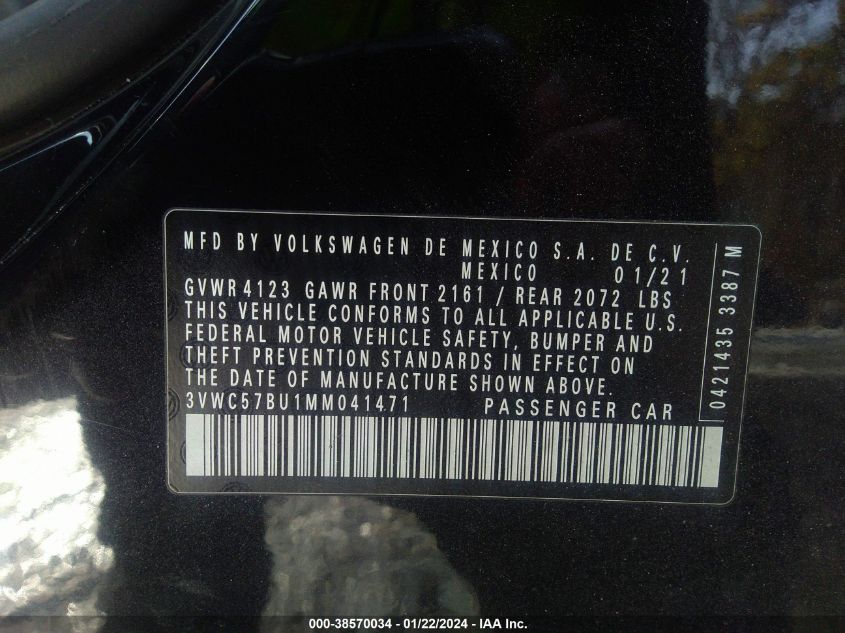 MFD BY VOLKSWAGEN DE MEXICO S.A. DE C.V.
MEXICO 01/21
GVWR 4123 GAWR FRONT 2161 / REAR 2072 LBS
THIS VEHICLE CONFORMS TO ALL APPLICABLE U.S.
FEDERAL MOTOR VEHICLE SAFETY, BUMPER AND
THEFT PREVENTION STANDARDS IN EFFECT ON
THE DATE OF MANUFACTURE SHOWN ABOVE.
3VWC57BU1MM041471 PASSENGER CAR
0421435 3387 M
000-38570034 - 01/22/2024 - IAA Inc.